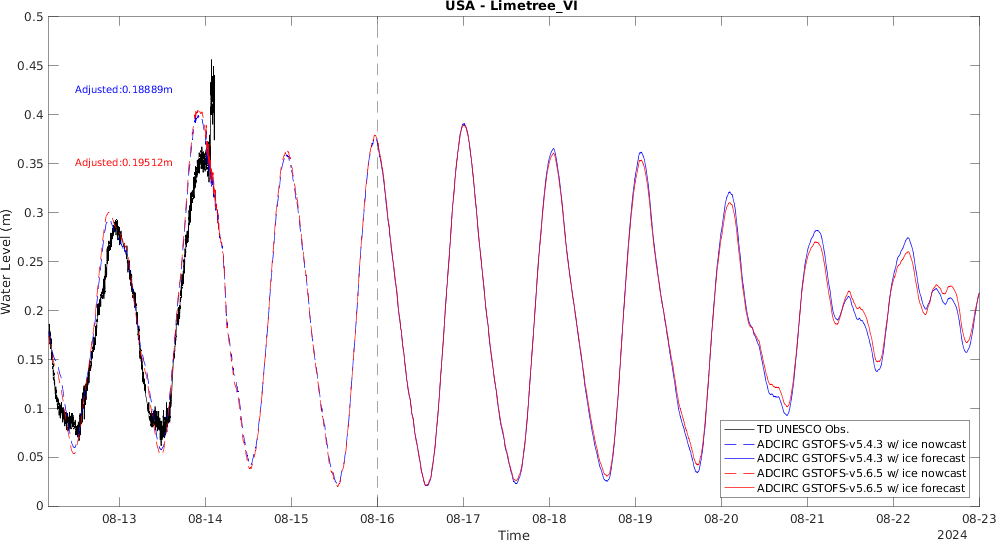 USA - Limetree_VI
0.5
0.45
0.4
0.35
0.3
0.25
0.2
0.15
0.1
0.05
0
Water Level (m)
Adjusted:0.18889m
Adjusted:0.19512m
TD UNESCO Obs.
ADCIRC GSTOFS-v5.4.3 w/ ice nowcast
ADCIRC GSTOFS-v5.4.3 w/ ice forecast
ADCIRC GSTOFS-v5.6.5 w/ ice nowcast
ADCIRC GSTOFS-v5.6.5 w/ ice forecast
08-13 08-14 08-15 08-16 08-17 08-18 08-19 08-20 08-21 08-22 08-23
Time
2024